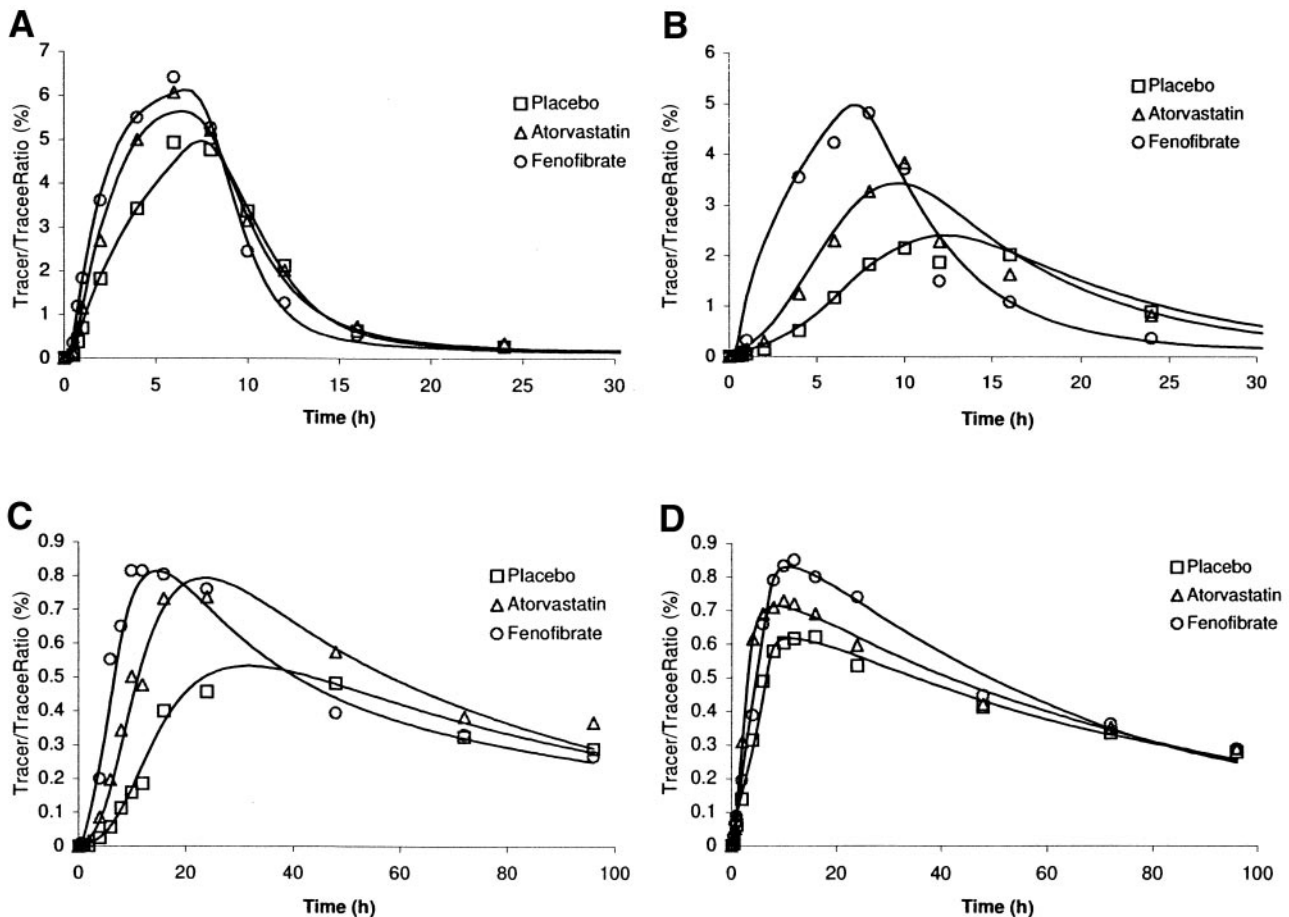 A
Tracer/TraceeRatio (%)
7
6
5
4
3
2
1
0
0 5 10 15 20 25 30
Time (h)
Placebo
Atorvastatin
Fenofibrate
B
Tracer/TraceeRatio (%)
6
5
4
3
2
1
0
0 5 10 15 20 25 30
Time (h)
Placebo
Atorvastatin
Fenofibrate
C
Tracer/TraceeRatio (%)
0.9
0.8
0.7
0.6
0.5
0.4
0.3
0.2
0.1
0
0 20 40 60 80 100
Time (h)
Placebo
Atorvastatin
Fenofibrate
D
Tracer/TraceeRatio (%)
0.9
0.8
0.7
0.6
0.5
0.4
0.3
0.2
0.1
0
0 20 40 60 80 100
Time (h)
Placebo
Atorvastatin
Fenofibrate